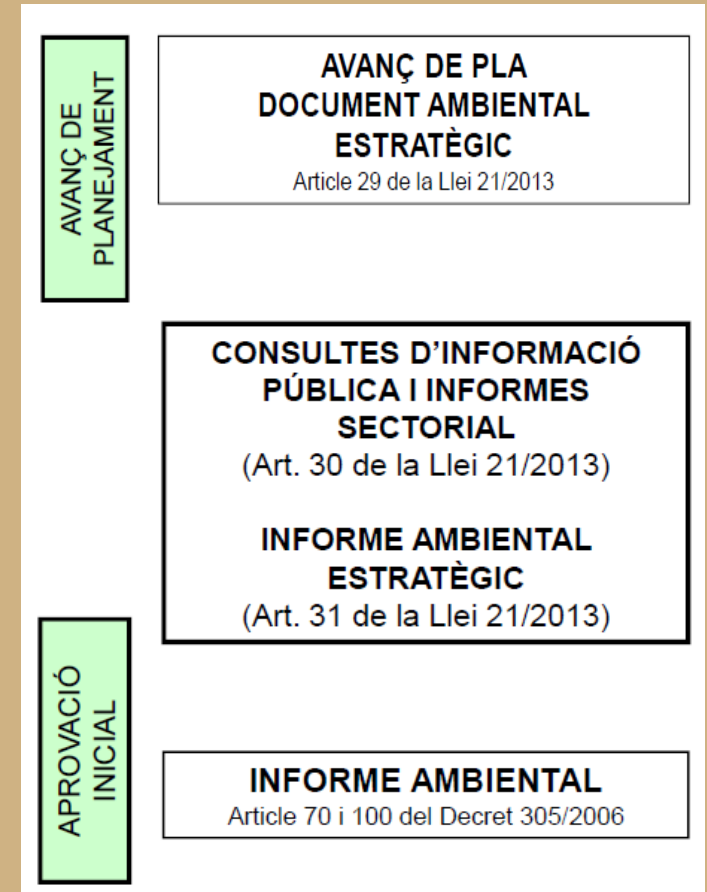 AVANÇ DE
PLANEJAMENT
AVANÇ DE PLA
DOCUMENT AMBIENTAL
ESTRATÈGIC
Article 29 de la Llei 21/2013
CONSULTES D'INFORMACIÓ
PÚBLICA I INFORMES
SECTORIAL
(Art. 30 de la Llei 21/2013)
INFORME AMBIENTAL
ESTRATÈGIC
(Art. 31 de la Llei 21/2013)
APROVACIÓ
INICIAL
INFORME AMBIENTAL
Article 70 i 100 del Decret 305/2006